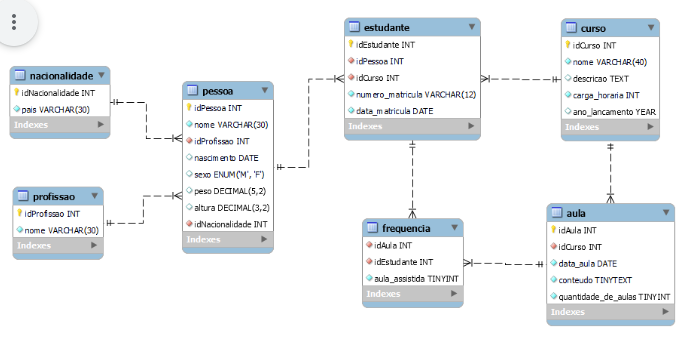 nacionalidade
idNacionalidade INT
pais VARCHAR(30)
Indexes
profissao
idProfissao INT
nome VARCHAR(30)
Indexes
pessoa
idPessoa INT
nome VARCHAR(30)
idProfissao INT
nascimento DATE
sexo ENUM('M', 'F')
peso DECIMAL(5,2)
altura DECIMAL(3,2)
idNacionalidade INT
Indexes
estudante
idEstudante INT
idPessoa INT
idCurso INT
numero_matricula VARCHAR(12)
data_matricula DATE
Indexes
curso
idCurso INT
nome VARCHAR(40)
descricao TEXT
carga_horaria INT
ano_lancamento YEAR
Indexes
frequencia
idAula INT
idEstudante INT
aula_assistida TINYINT
Indexes
aula
idAula INT
idCurso INT
data_aula DATE
conteudo TINYTEXT
quantidade_de_aulas TINYINT
Indexes